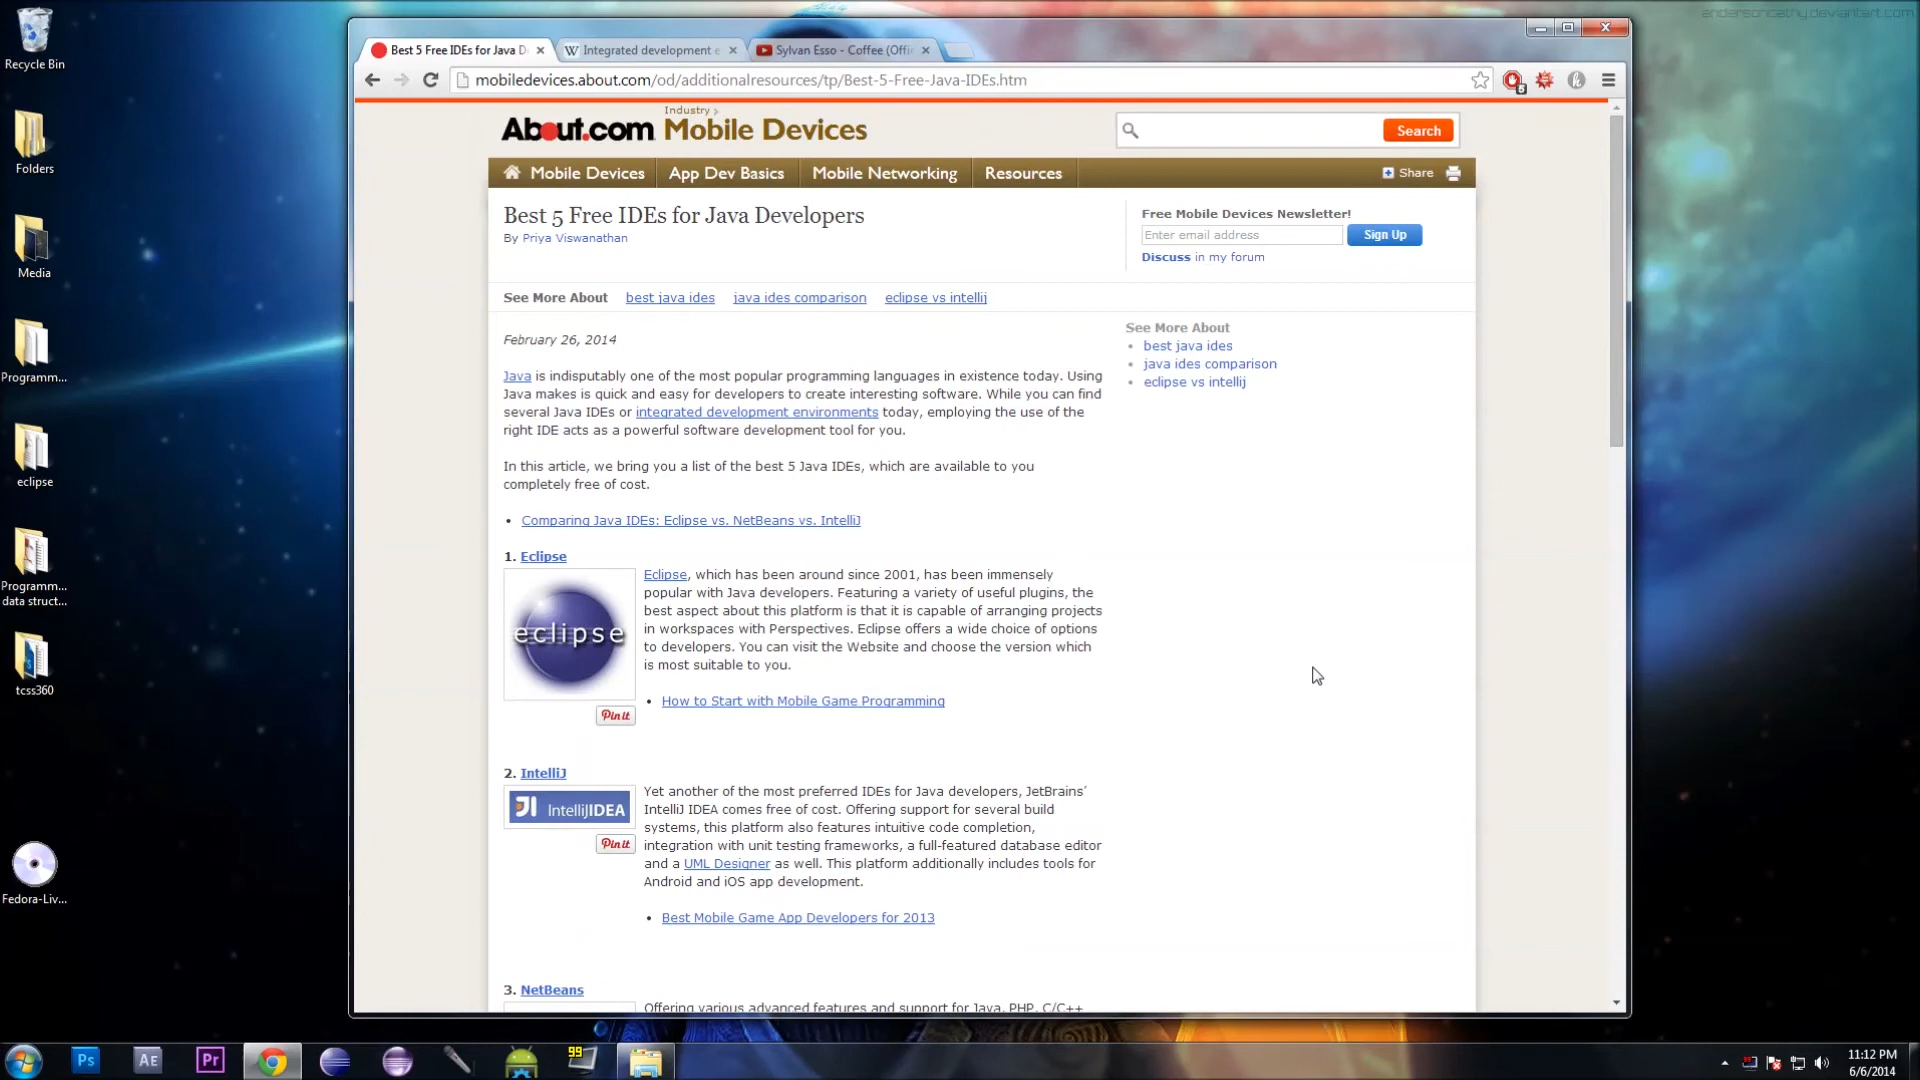 andersoncathy.deviantart.com
Recycle Bin
Folders
Media
Programm...
eclipse
Programm...
data struct...
tcss360
Fedora-Liv...
Best 5 Free IDEs for Java D
Integrated development e
Sylvan Esso - Coffee (Offi
mobiledevices.about.com/od/additionalresources/tp/Best-5-Free-Java-IDEs.htm
5
Industry >
About.com Mobile Devices
Search
Mobile Devices
App Dev Basics
Mobile Networking
Resources
Share
Best 5 Free IDEs for Java Developers
By Priya Viswanathan
Free Mobile Devices Newsletter!
Enter email address
Sign Up
Discuss in my forum
See More About best java ides java ides comparison eclipse vs intellij
See More About
• best java ides
• java ides comparison
• eclipse vs intellij
February 26, 2014
Java is indisputably one of the most popular programming languages in existence today. Using
Java makes is quick and easy for developers to create interesting software. While you can find
several Java IDEs or integrated development environments today, employing the use of the
right IDE acts as a powerful software development tool for you.
In this article, we bring you a list of the best 5 Java IDEs, which are available to you
completely free of cost.
• Comparing Java IDEs: Eclipse vs. NetBeans vs. IntelliJ
1. Eclipse
eclipse
Pin it
Eclipse, which has been around since 2001, has been immensely
popular with Java developers. Featuring a variety of useful plugins, the
best aspect about this platform is that it is capable of arranging projects
in workspaces with Perspectives. Eclipse offers a wide choice of options
to developers. You can visit the Website and choose the version which
is most suitable to you.
• How to Start with Mobile Game Programming
2. IntelliJ
IntelliJIDEA
Pin it
Yet another of the most preferred IDEs for Java developers, JetBrains´
IntelliJ IDEA comes free of cost. Offering support for several build
systems, this platform also features intuitive code completion,
integration with unit testing frameworks, a full-featured database editor
and a UML Designer as well. This platform additionally includes tools for
Android and iOS app development.
• Best Mobile Game App Developers for 2013
3. NetBeans
Offering various advanced features and support for Java, PHP, C/C++
Ps
AE
Pr
99
11:12 PM
6/6/2014